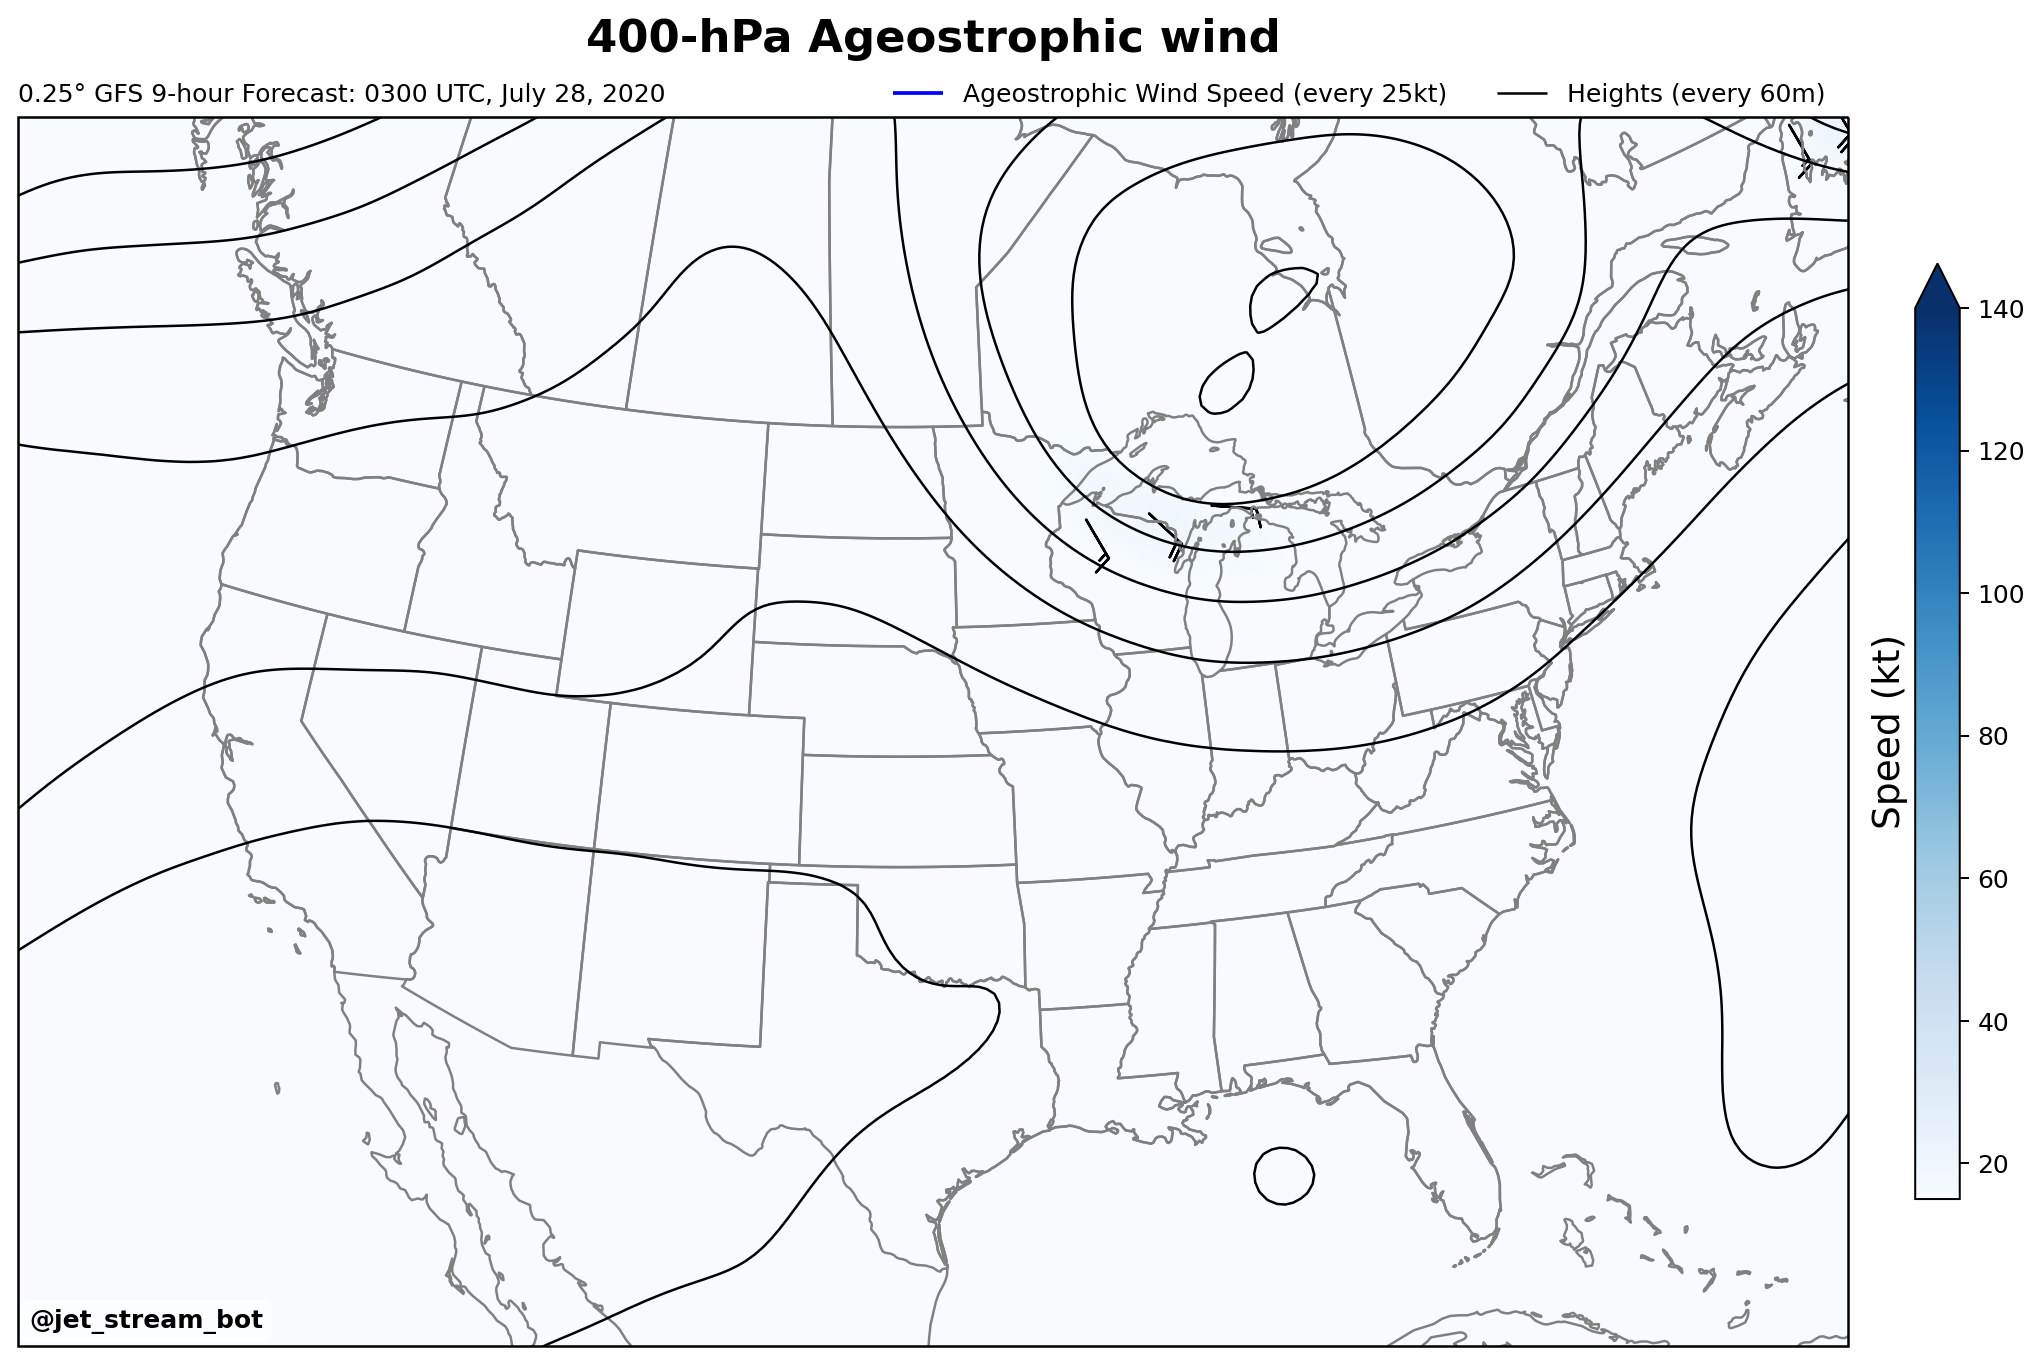 400-hPa Ageostrophic wind
0.25° GFS 9-hour Forecast: 0300 UTC, July 28, 2020
Ageostrophic Wind Speed (every 25kt)
Heights (every 60m)
140
120
100
80
60
40
20
Speed (kt)
@jet_stream_bot